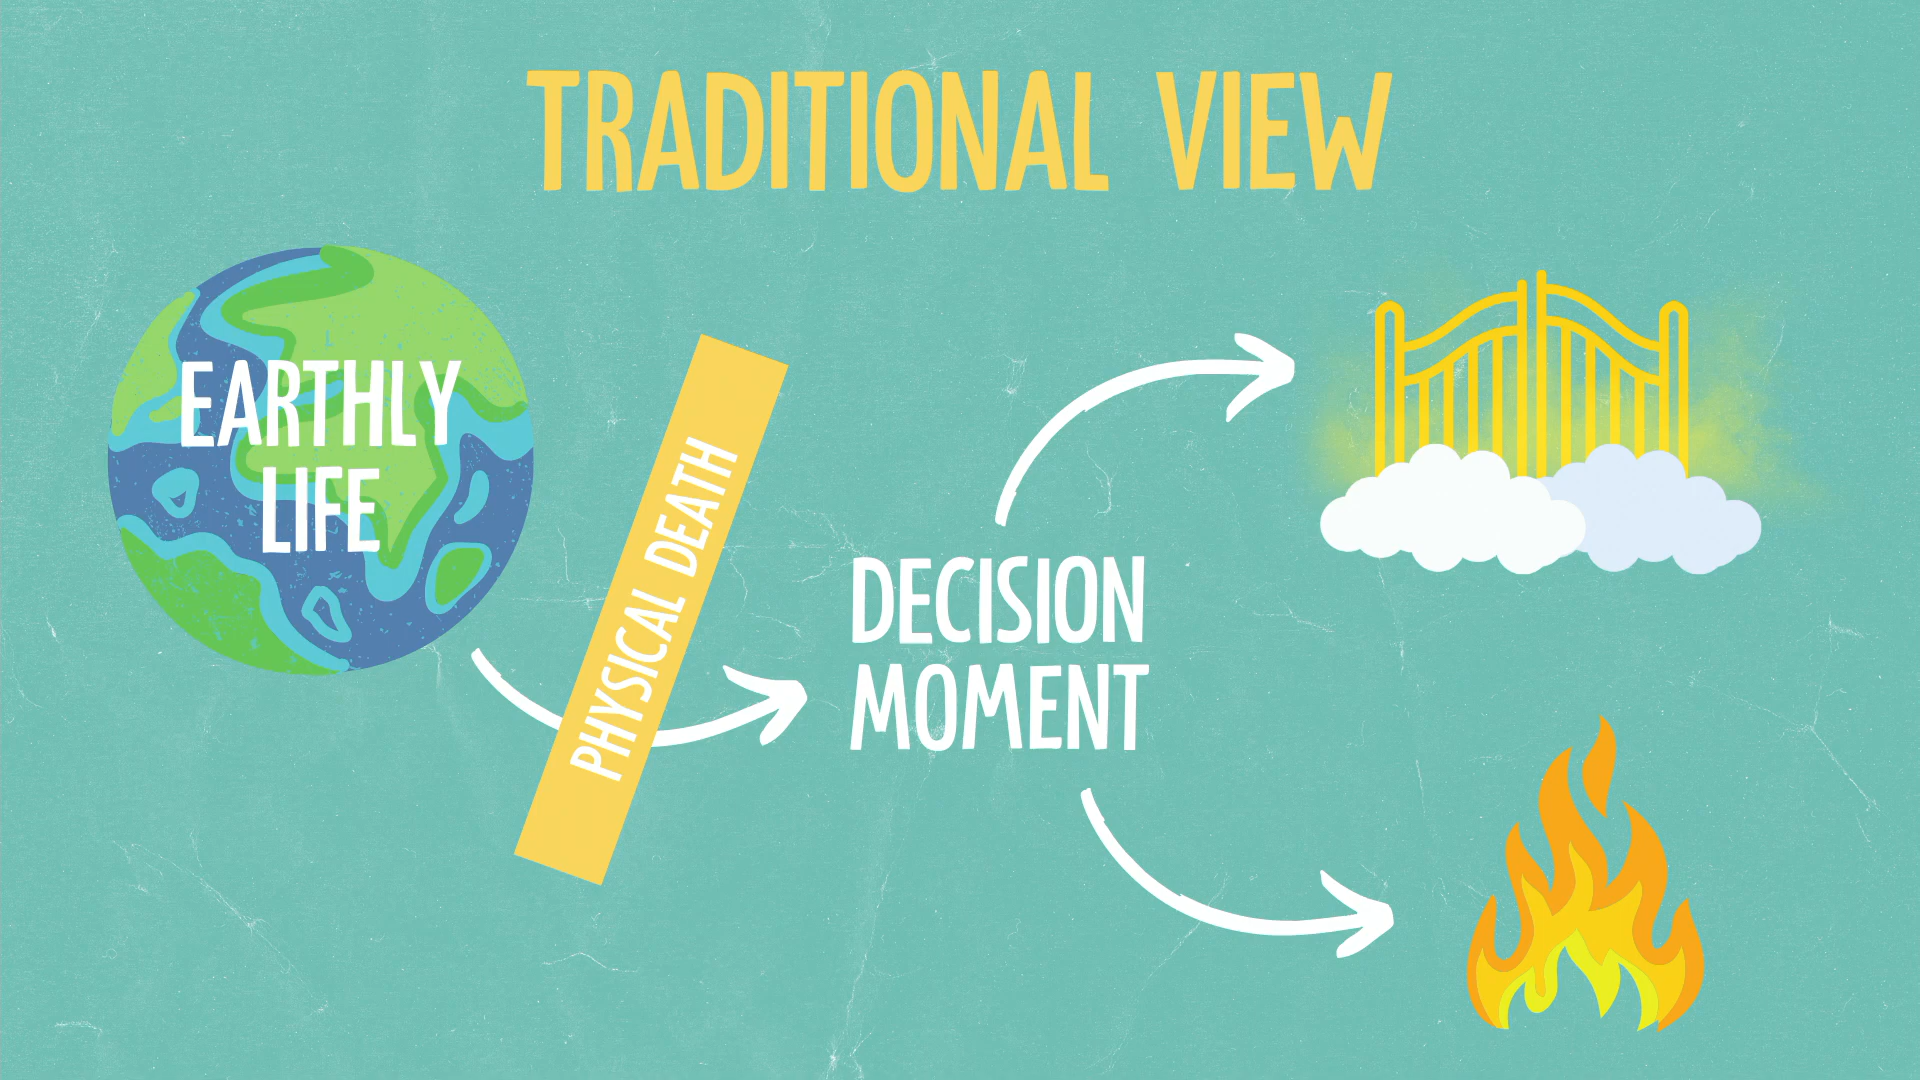 TRADITIONAL VIEW
EARTHLY
LIFE
PHYSICAL DEATH
DECISION
MOMENT